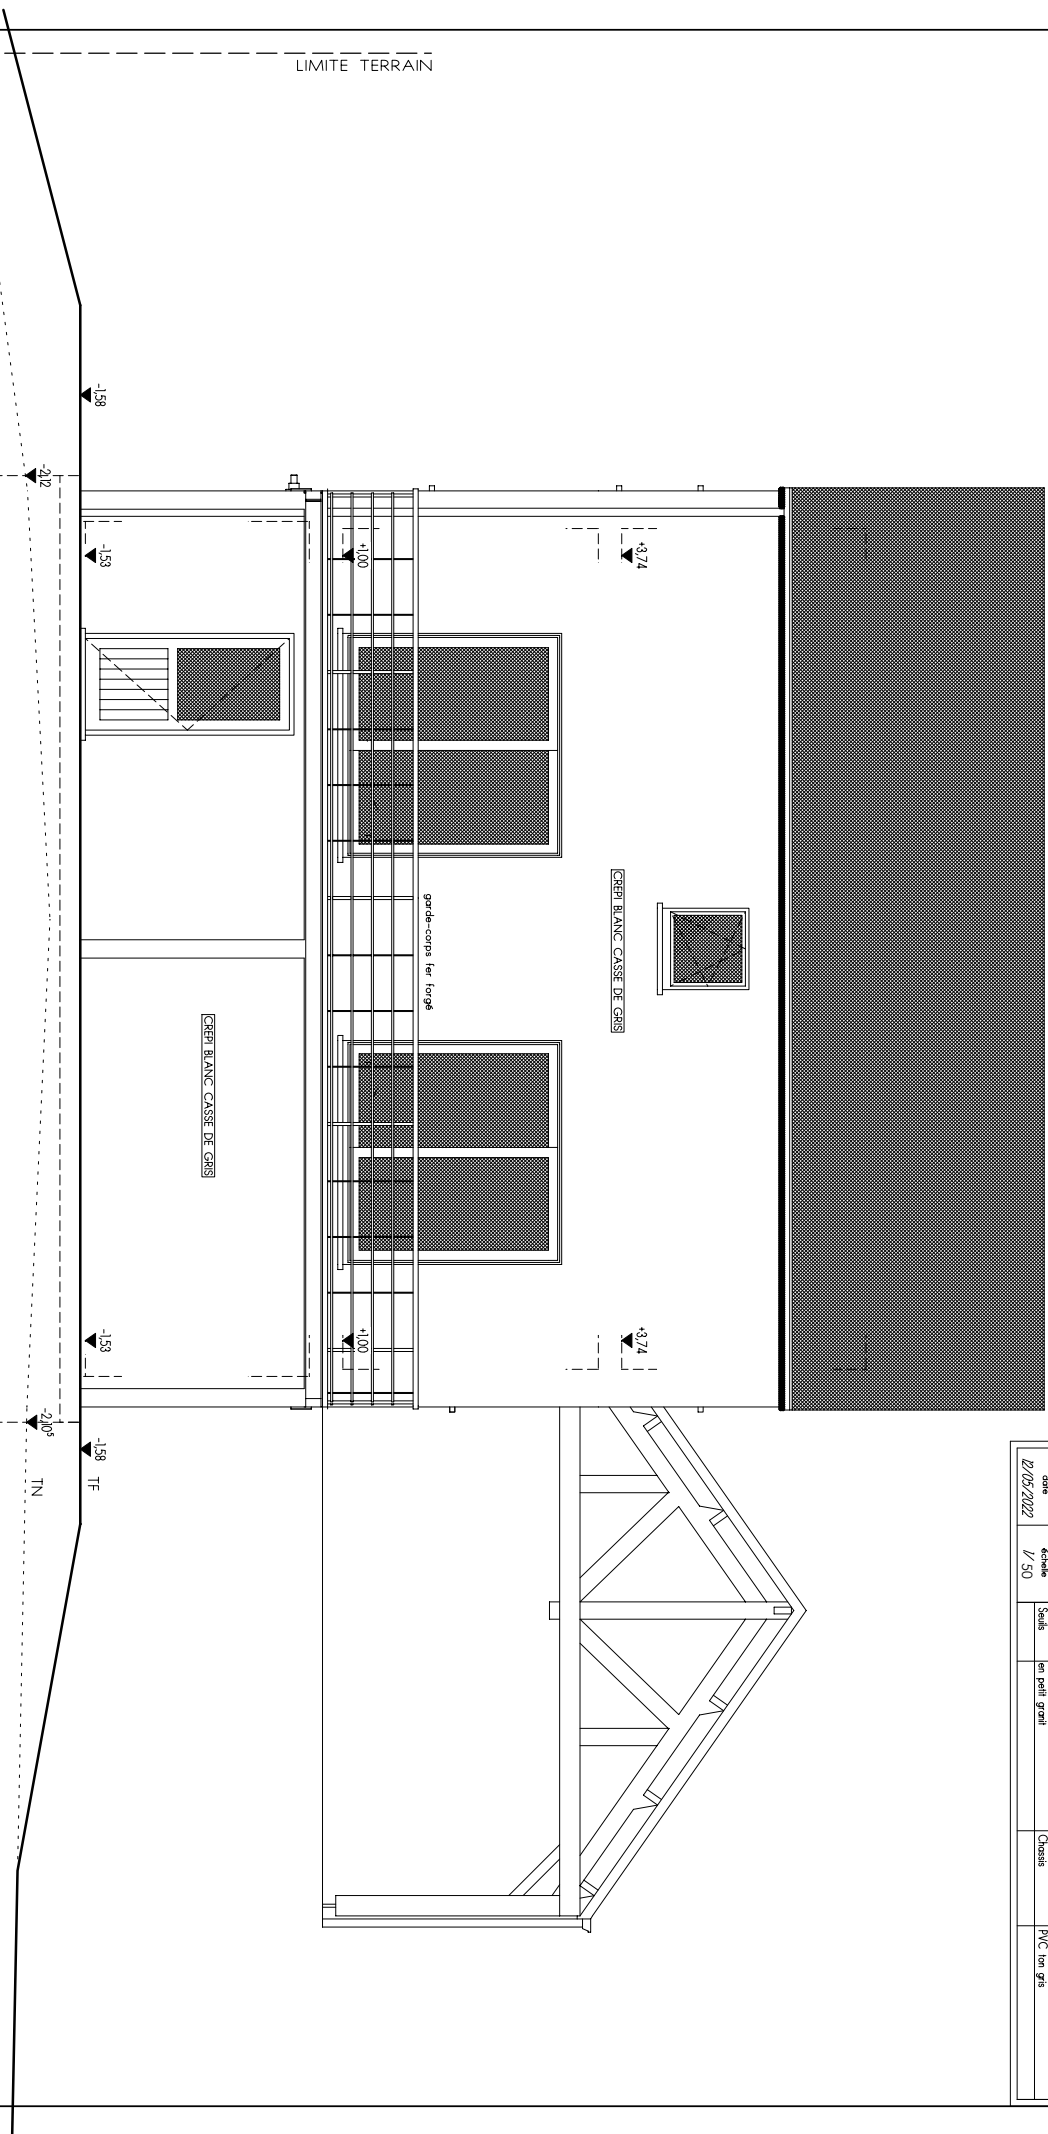 LIMITE TERRAIN
-1,58
-2,12
-1,53
+1,00
+3,74
garde-corps fer forgé
CREPI BLANC CASSE DE GRIS
CREPI BLANC CASSE DE GRIS
-1,53
+1,00
+3,74
-2,10⁵
-1,58
TF
TN
date
12/05/2022
échelle
1/ 50
Seuils
en petit granit
Chassis
PVC ton gris